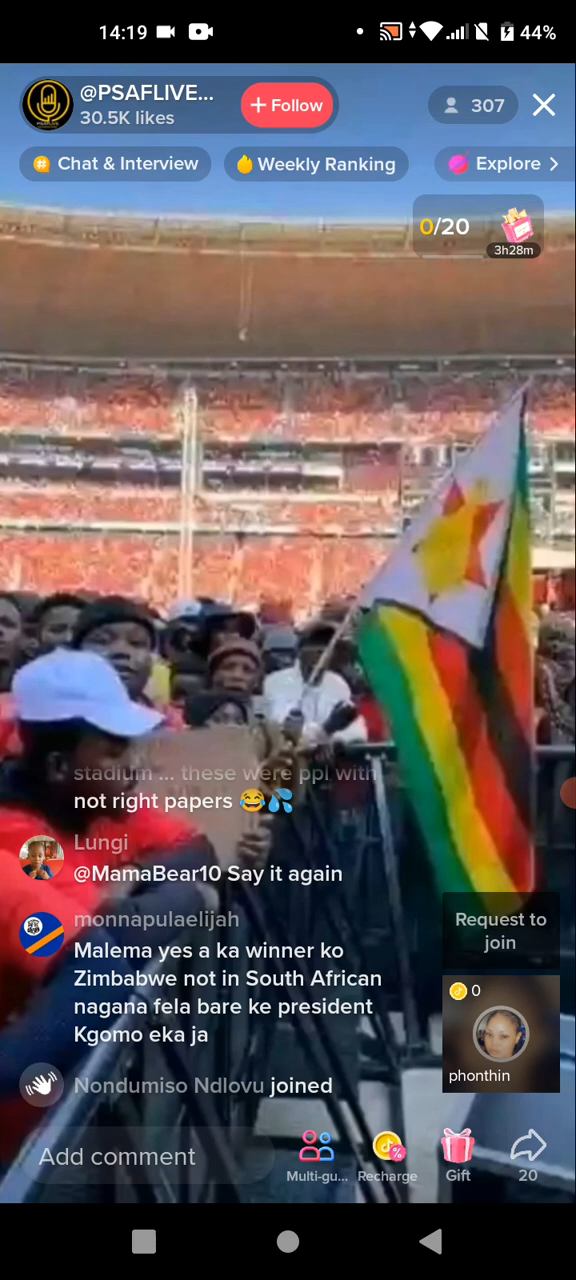 14:19
44%
@PSAFLIVE...
30.5K likes
+ Follow
307
Chat & Interview
Weekly Ranking
Explore >
0/20
3h28m
stadium ... these were ppl with
not right papers 😂💦
Lungi
@MamaBear10 Say it again
monnapulaelijah
Malema yes a ka winner ko
Zimbabwe not in South African
nagana fela bare ke president
Kgomo eka ja
Nondumiso Ndlovu joined
Request to
join
0
phonthin
Add comment
Multi-gu...
Recharge
Gift
20